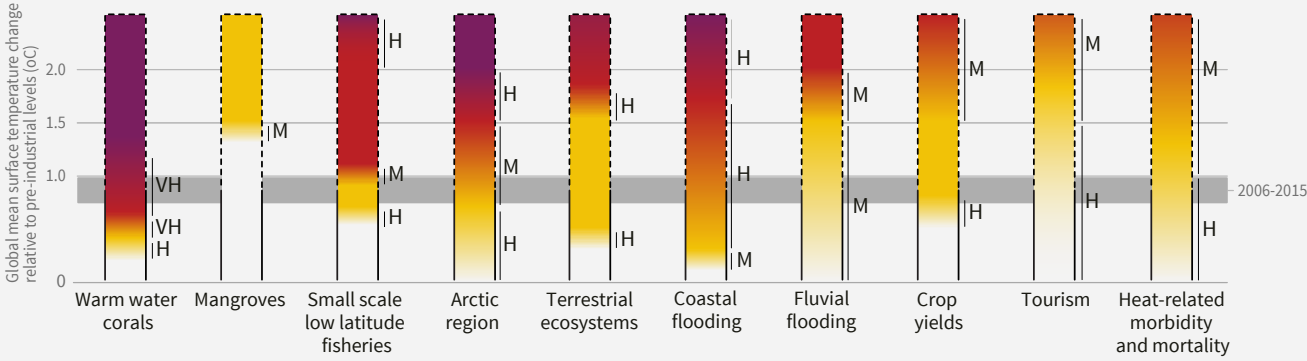 Global mean surface temperature change
relative to pre-industrial levels (oC)
2.0
1.5
1.0
0
2006-2015
VH
VH
H
M
H
M
H
H
M
H
H
H
H
H
M
M
M
M
H
M
H
M
H
Warm water
corals
Mangroves
Small scale
low latitude
fisheries
Arctic
region
Terrestrial
ecosystems
Coastal
flooding
Fluvial
flooding
Crop
yields
Tourism
Heat-related
morbidity
and mortality